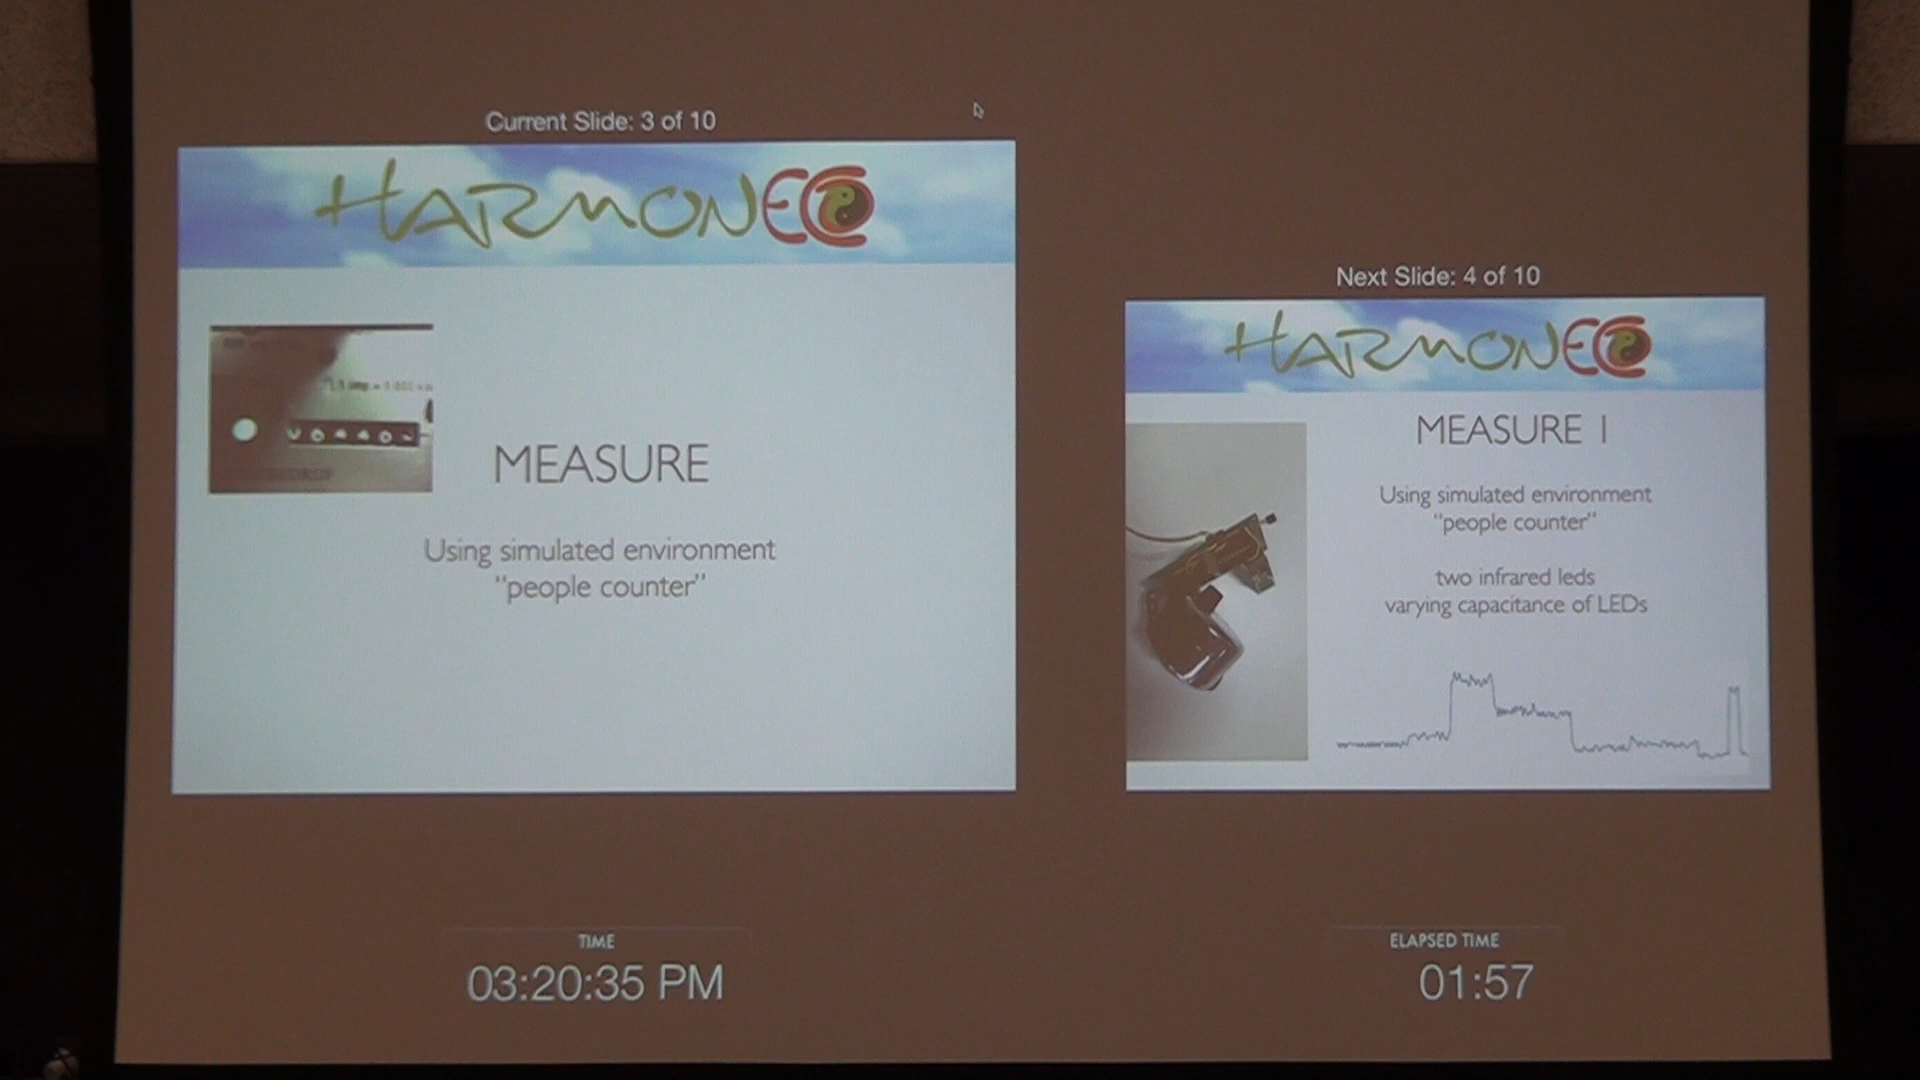 Current Slide: 3 of 10
HARMONEC
MEASURE
Using simulated environment
“people counter”
Next Slide: 4 of 10
HARMONEC
MEASURE 1
Using simulated environment
“people counter”
two infrared leds
varying capacitance of LEDs
TIME
03:20:35 PM
ELAPSED TIME
01:57